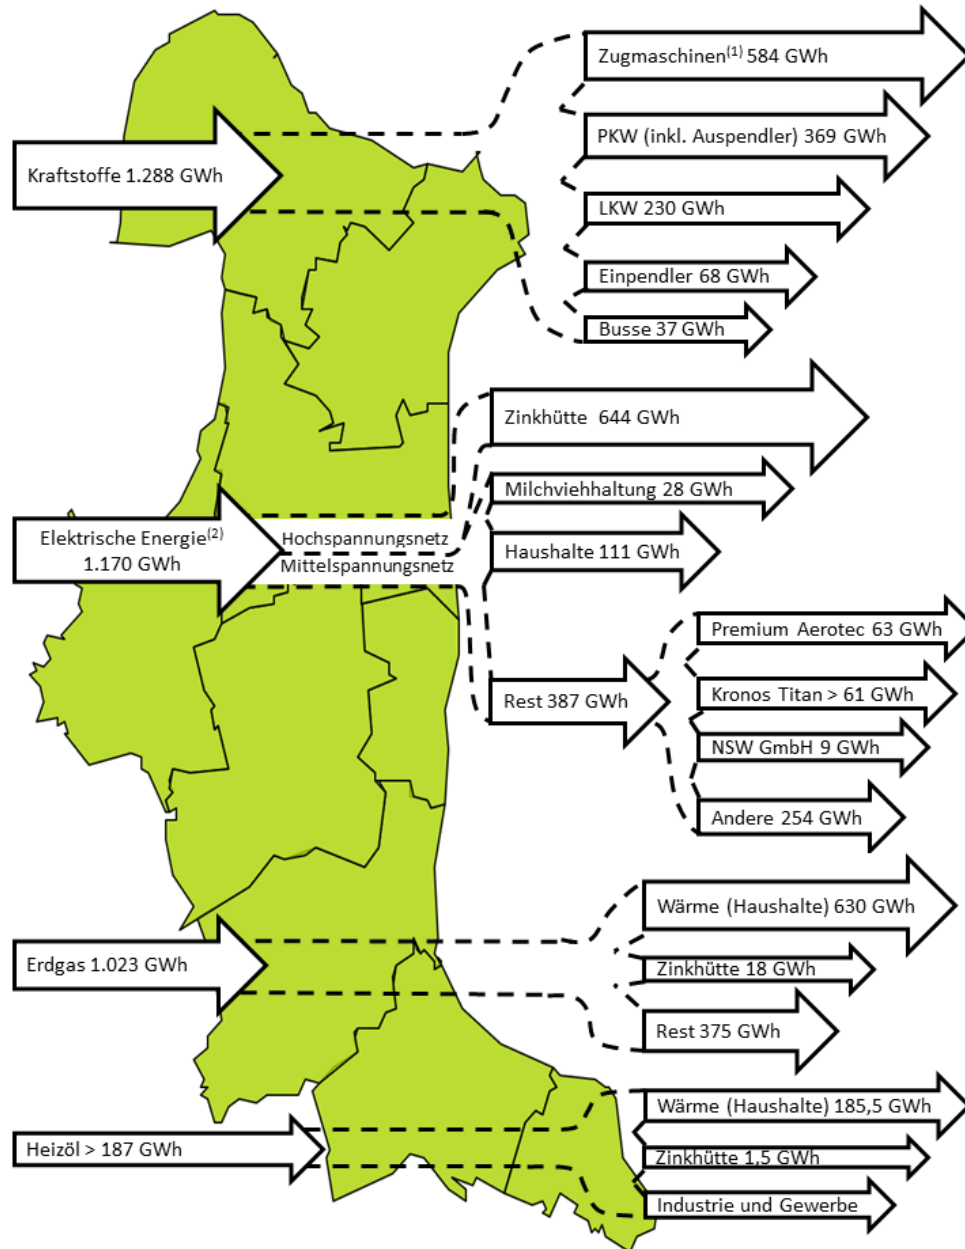 Zugmaschinen⁽¹⁾ 584 GWh
PKW (inkl. Auspendler) 369 GWh
Kraftstoffe 1.288 GWh
LKW 230 GWh
Einpendler 68 GWh
Busse 37 GWh
Zinkhütte 644 GWh
Milchviehhaltung 28 GWh
Elektrische Energie⁽²⁾
1.170 GWh
Hochspannungsnetz
Mittelspannungsnetz
Haushalte 111 GWh
Rest 387 GWh
Premium Aerotec 63 GWh
Kronos Titan > 61 GWh
NSW GmbH 9 GWh
Andere 254 GWh
Erdgas 1.023 GWh
Wärme (Haushalte) 630 GWh
Zinkhütte 18 GWh
Rest 375 GWh
Heizöl > 187 GWh
Wärme (Haushalte) 185,5 GWh
Zinkhütte 1,5 GWh
Industrie und Gewerbe